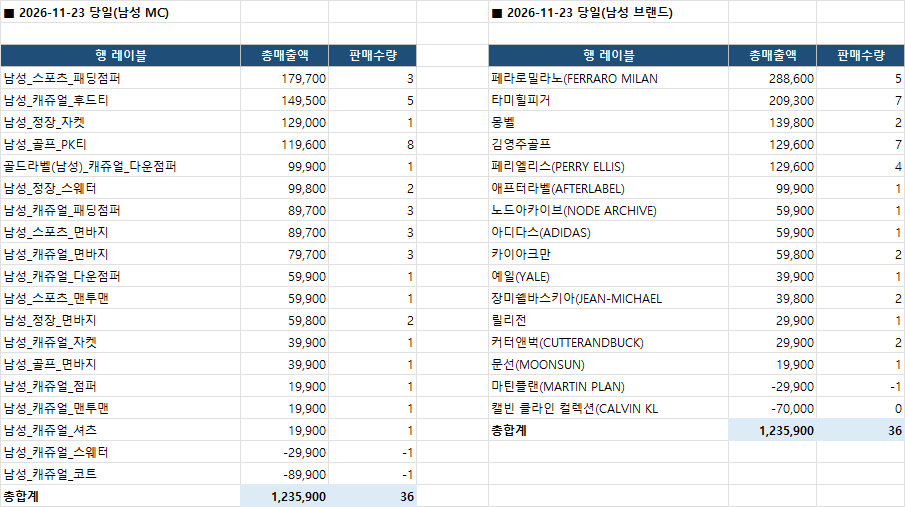 ■ 2026-11-23 당일(남성 MC)
행 레이블 총매출액 판매수량
남성_스포츠_패딩점퍼 179,700 3
남성_캐쥬얼_후드티 149,500 5
남성_정장_자켓 129,000 1
남성_골프_PK티 119,600 8
골드라벨(남성)_캐쥬얼_다운점퍼 99,900 1
남성_정장_스웨터 99,800 2
남성_캐쥬얼_패딩점퍼 89,700 3
남성_스포츠_면바지 89,700 3
남성_캐쥬얼_면바지 79,700 3
남성_캐쥬얼_다운점퍼 59,900 1
남성_스포츠_맨투맨 59,900 1
남성_정장_면바지 59,800 2
남성_캐쥬얼_자켓 39,900 1
남성_골프_면바지 39,900 1
남성_캐쥬얼_점퍼 19,900 1
남성_캐쥬얼_맨투맨 19,900 1
남성_캐쥬얼_셔츠 19,900 1
남성_캐쥬얼_스웨터 -29,900 -1
남성_캐쥬얼_코트 -89,900 -1
총합계 1,235,900 36
■ 2026-11-23 당일(남성 브랜드)
행 레이블 총매출액 판매수량
페라로밀라노(FERRARO MILAN 288,600 5
타미힐피거 209,300 7
몽벨 139,800 2
김영주골프 129,600 7
페리엘리스(PERRY ELLIS) 129,600 4
애프터라벨(AFTERLABEL) 99,900 1
노드아카이브(NODE ARCHIVE) 59,900 1
아디다스(ADIDAS) 59,900 1
카이아크만 59,800 2
예일(YALE) 39,900 1
장미쉘바스키아(JEAN-MICHAEL 39,800 2
릴리전 29,900 1
커터앤벅(CUTTERANDBUCK) 29,900 2
문선(MOONSUN) 19,900 1
마틴플랜(MARTIN PLAN) -29,900 -1
캘빈 클라인 컬렉션(CALVIN KL -70,000 0
총합계 1,235,900 36